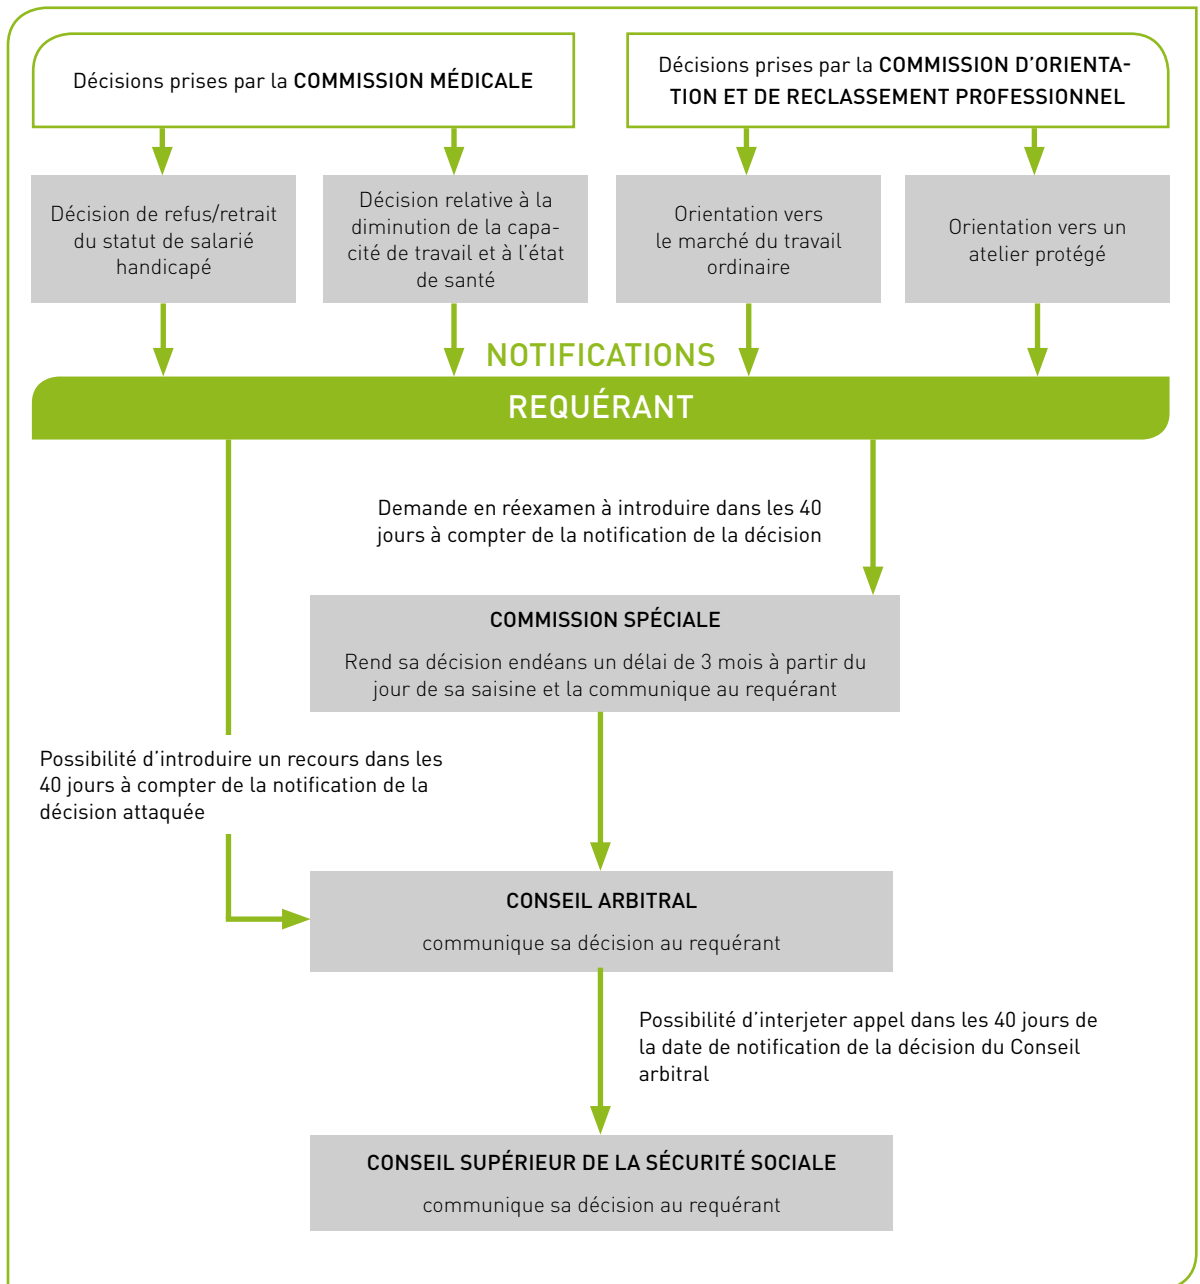 Décisions prises par la COMMISSION MÉDICALE
Décisions prises par la COMMISSION D'ORIENTA-
TION ET DE RECLASSEMENT PROFESSIONNEL
Décision de refus/retrait
du statut de salarié
handicapé
Décision relative à la
diminution de la capa-
cité de travail et à l'état
de santé
Orientation vers
le marché du travail
ordinaire
Orientation vers un
atelier protégé
NOTIFICATIONS
REQUÉRANT
Demande en réexamen à introduire dans les 40
jours à compter de la notification de la décision
COMMISSION SPÉCIALE
Rend sa décision endéans un délai de 3 mois à partir du
jour de sa saisine et la communique au requérant
Possibilité d'introduire un recours dans les
40 jours à compter de la notification de la
décision attaquée
CONSEIL ARBITRAL
communique sa décision au requérant
Possibilité d'interjeter appel dans les 40 jours de
la date de notification de la décision du Conseil
arbitral
CONSEIL SUPÉRIEUR DE LA SÉCURITÉ SOCIALE
communique sa décision au requérant